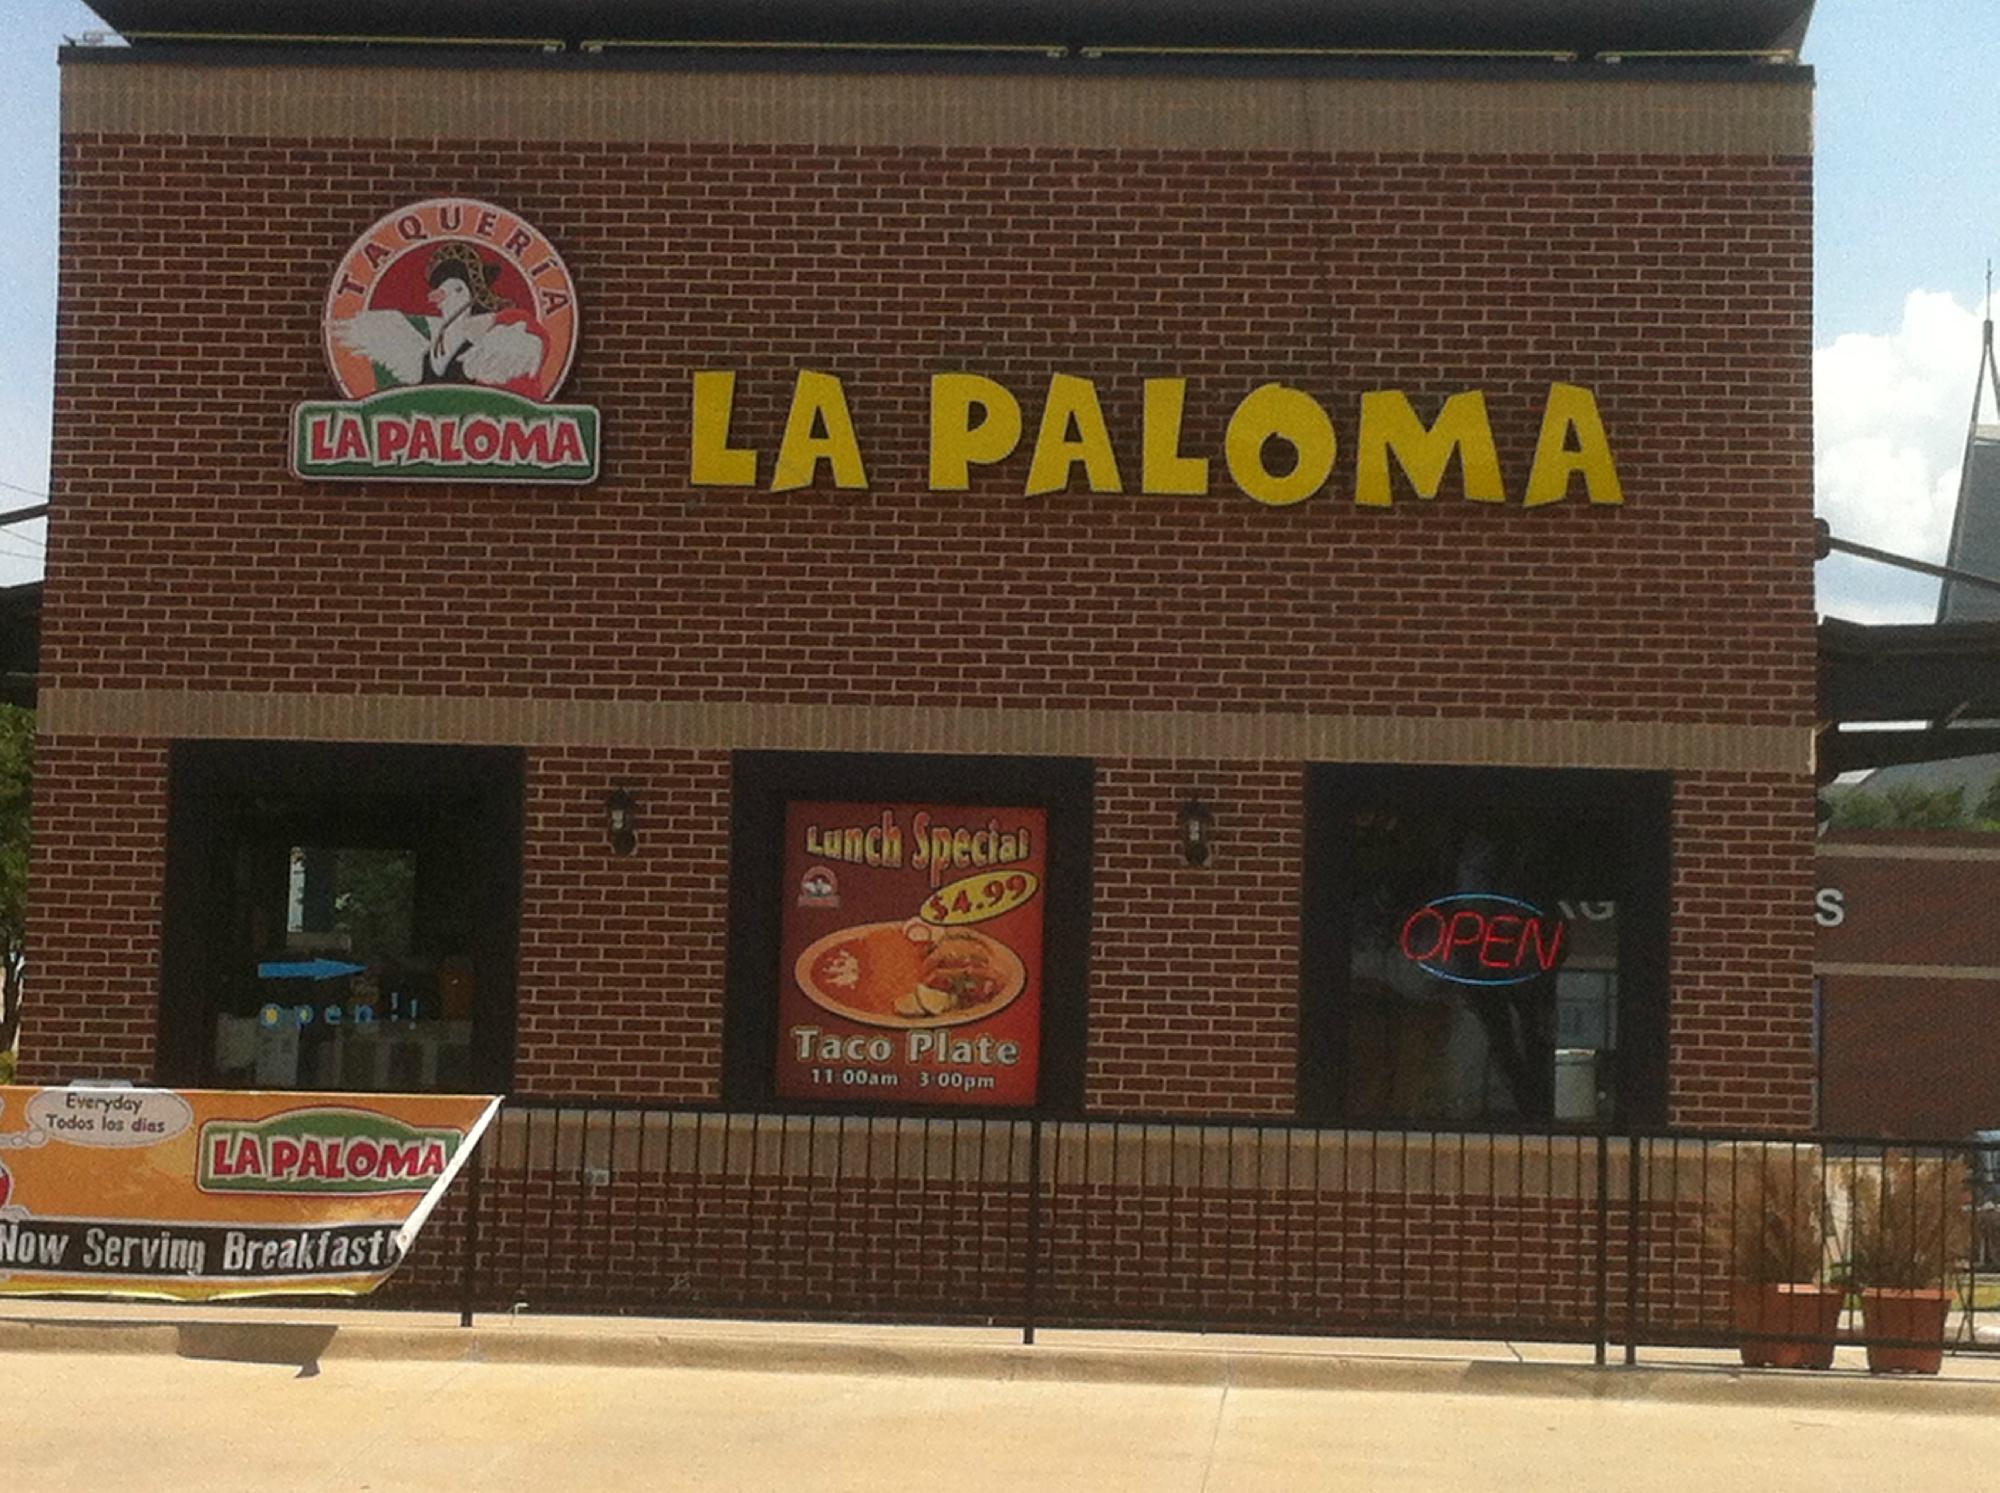 TAQUERÍA
LA PALOMA
LA PALOMA
Lunch Special
$4.99
Taco Plate
11:00am 3:00pm
open!!
OPEN
S
Everyday
Todos los dias
LA PALOMA
Now Serving Breakfast!